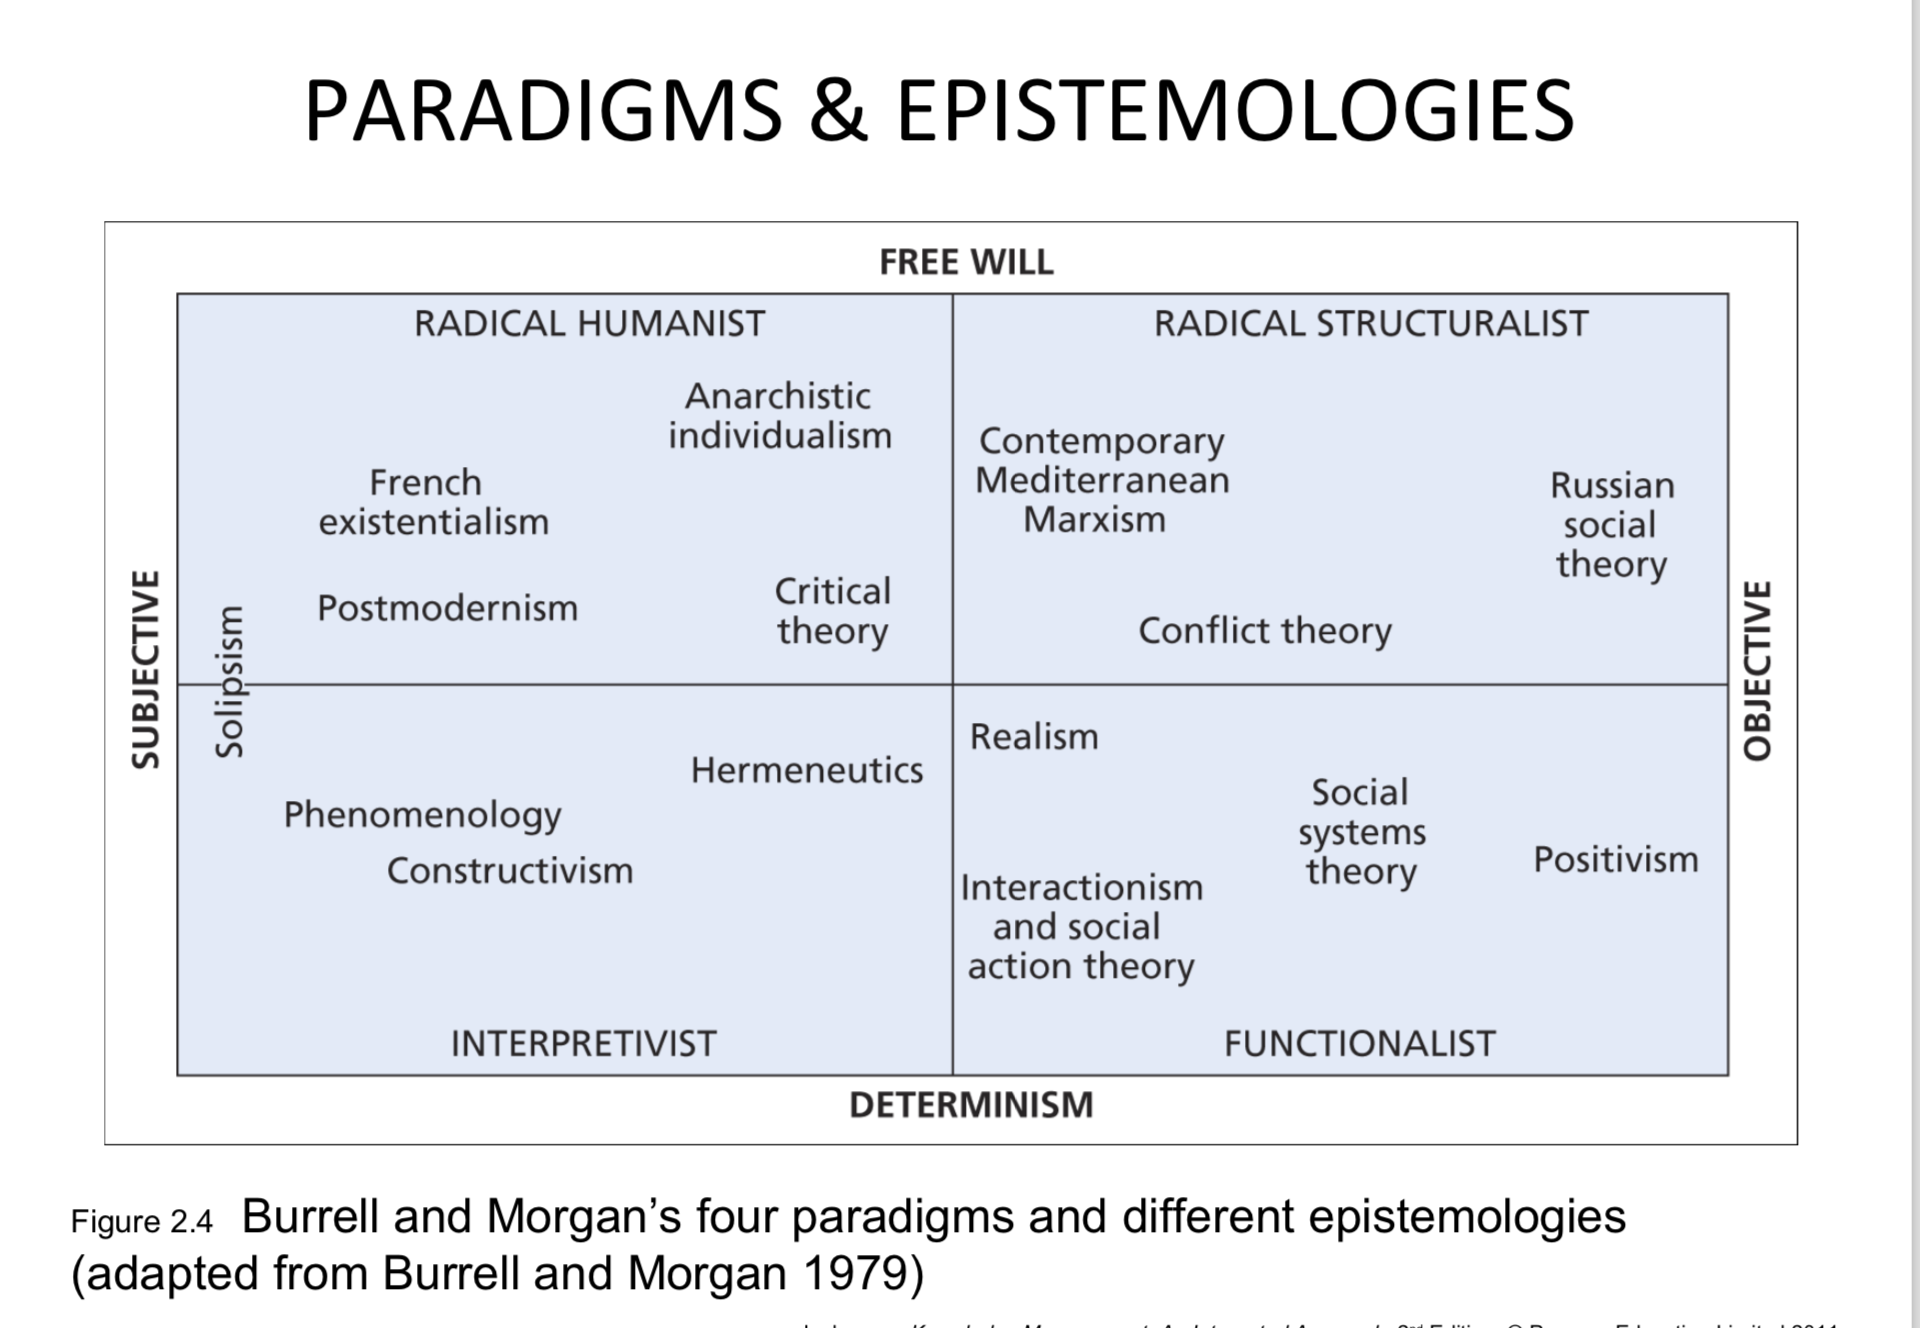 PARADIGMS & EPISTEMOLOGIES
FREE WILL
RADICAL HUMANIST
RADICAL STRUCTURALIST
Anarchistic
individualism
French
existentialism
Postmodernism
Critical
theory
Contemporary
Mediterranean
Marxism
Russian
social
theory
Conflict theory
SUBJECTIVE
Solipsism
OBJECTIVE
Hermeneutics
Phenomenology
Constructivism
Realism
Social
systems
theory
Positivism
Interactionism
and social
action theory
INTERPRETIVIST
FUNCTIONALIST
DETERMINISM
Figure 2.4 Burrell and Morgan’s four paradigms and different epistemologies
(adapted from Burrell and Morgan 1979)